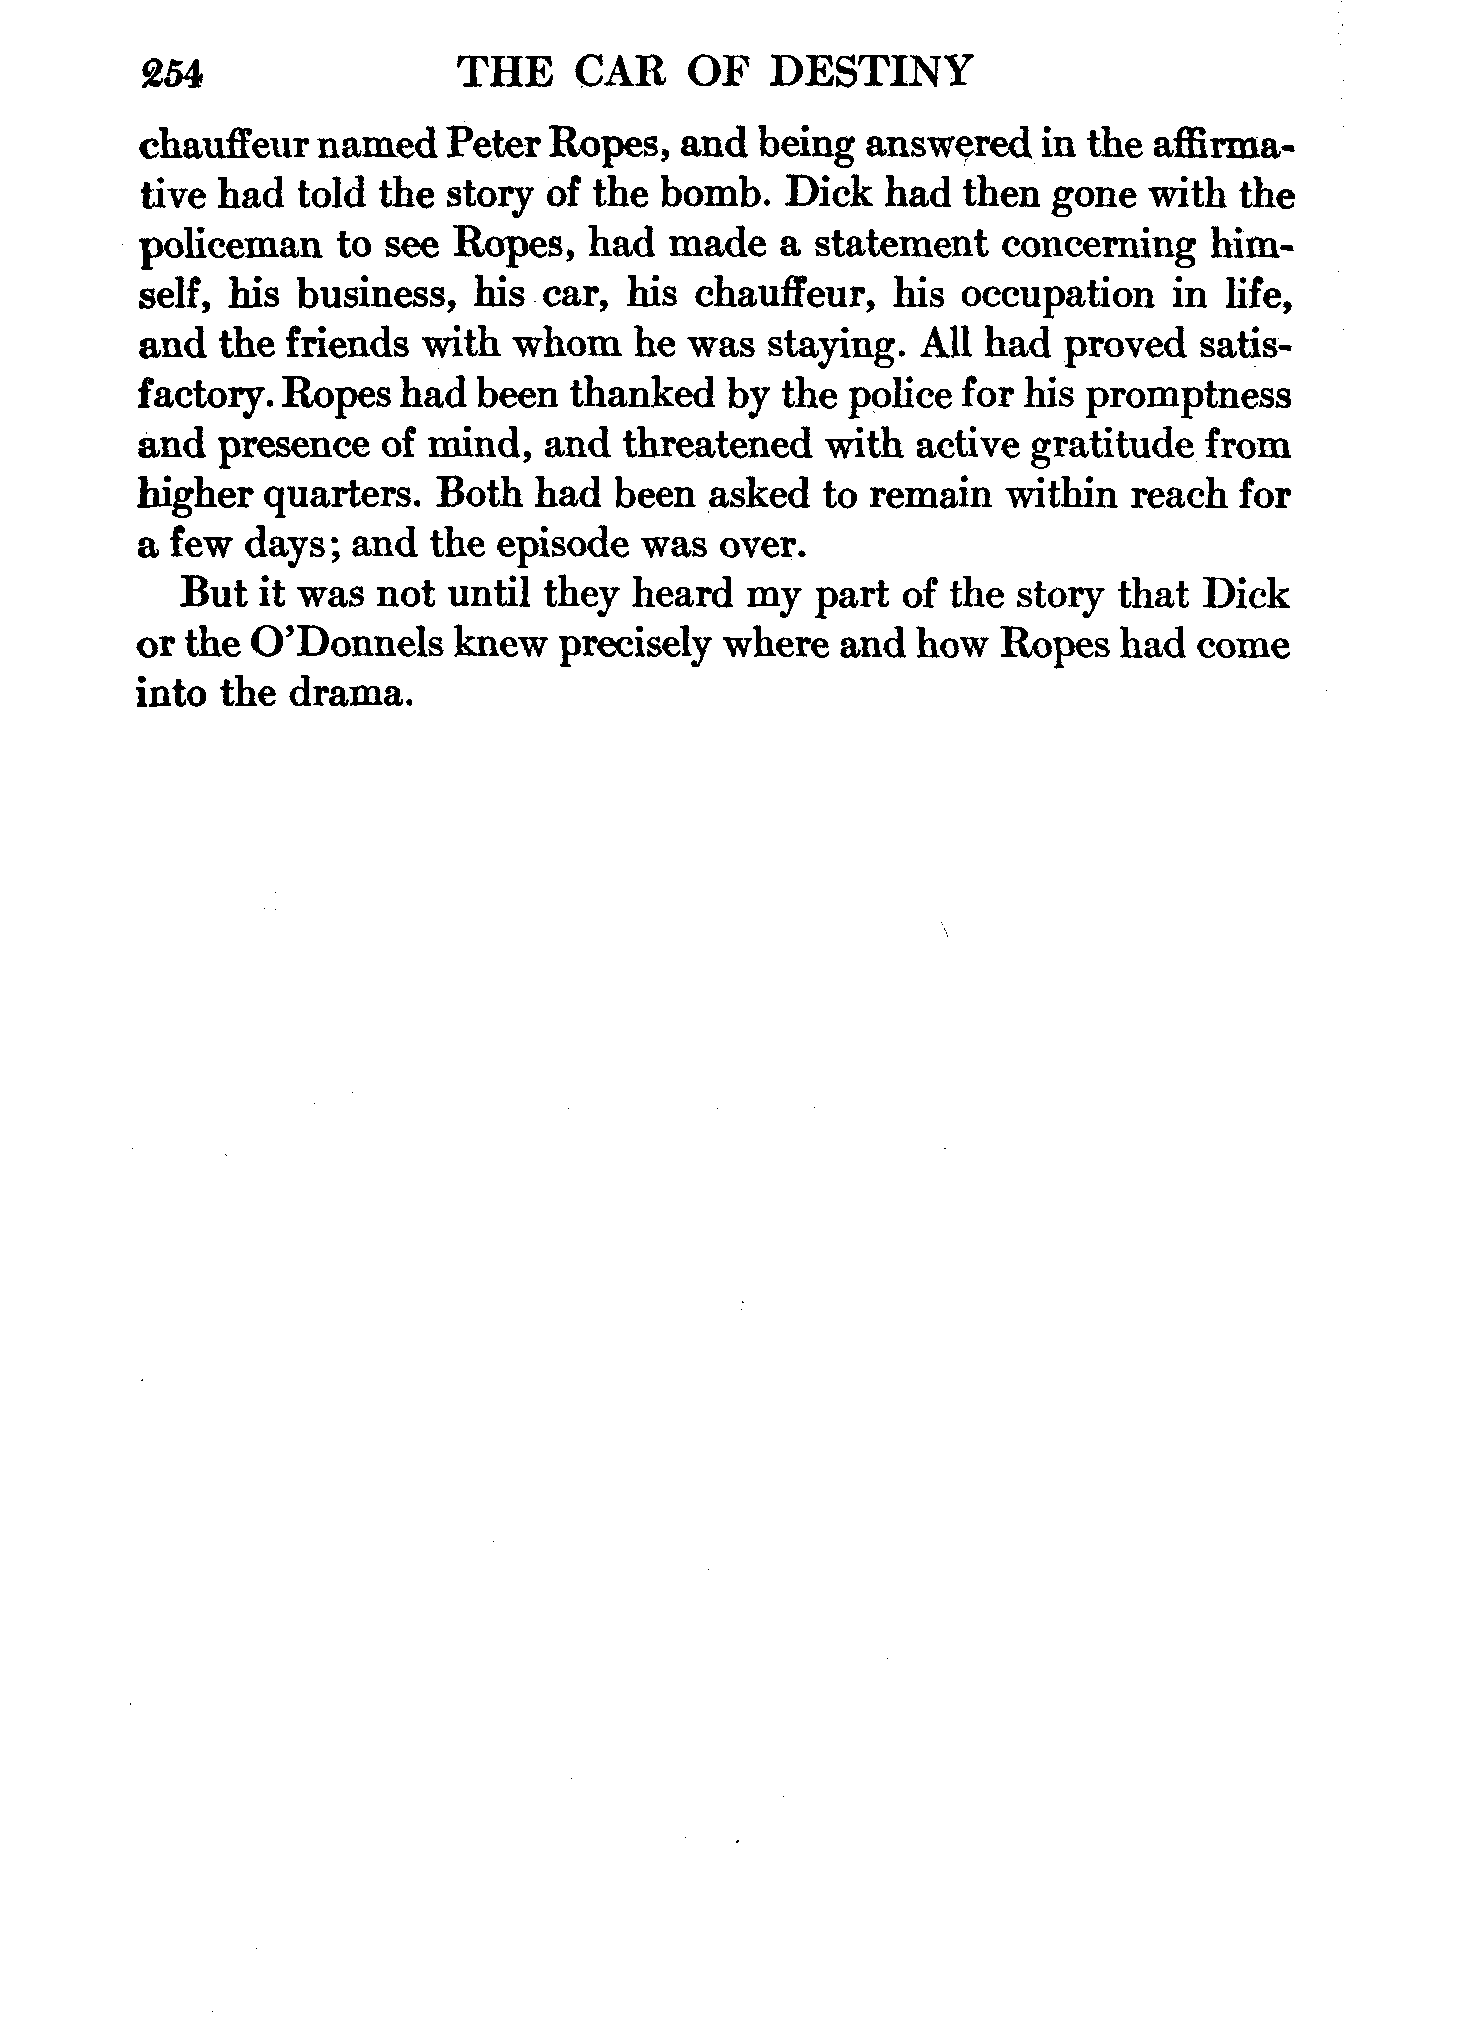 254 THE CAR OF DESTINY
chauffeur named Peter Ropes, and being answered in the affirma-
tive had told the story of the bomb. Dick had then gone with the
policeman to see Ropes, had made a statement concerning him-
self, his business, his car, his chauffeur, his occupation in life,
and the friends with whom he was staying. All had proved satis-
factory. Ropes had been thanked by the police for his promptness
and presence of mind, and threatened with active gratitude from
higher quarters. Both had been asked to remain within reach for
a few days; and the episode was over.
But it was not until they heard my part of the story that Dick
or the O'Donnels knew precisely where and how Ropes had come
into the drama.